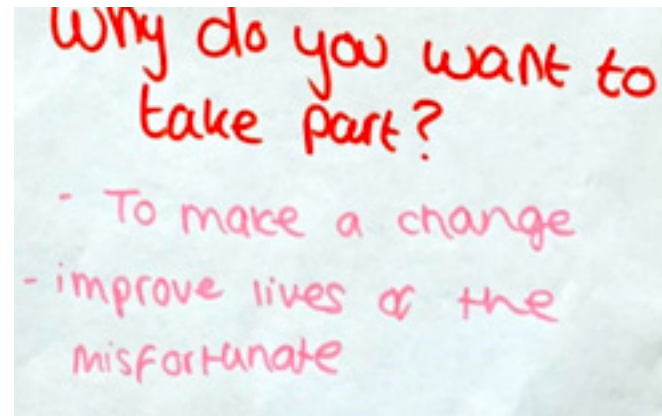 Why do you want to
take part?
- To make a change
- improve lives of the
misfortunate